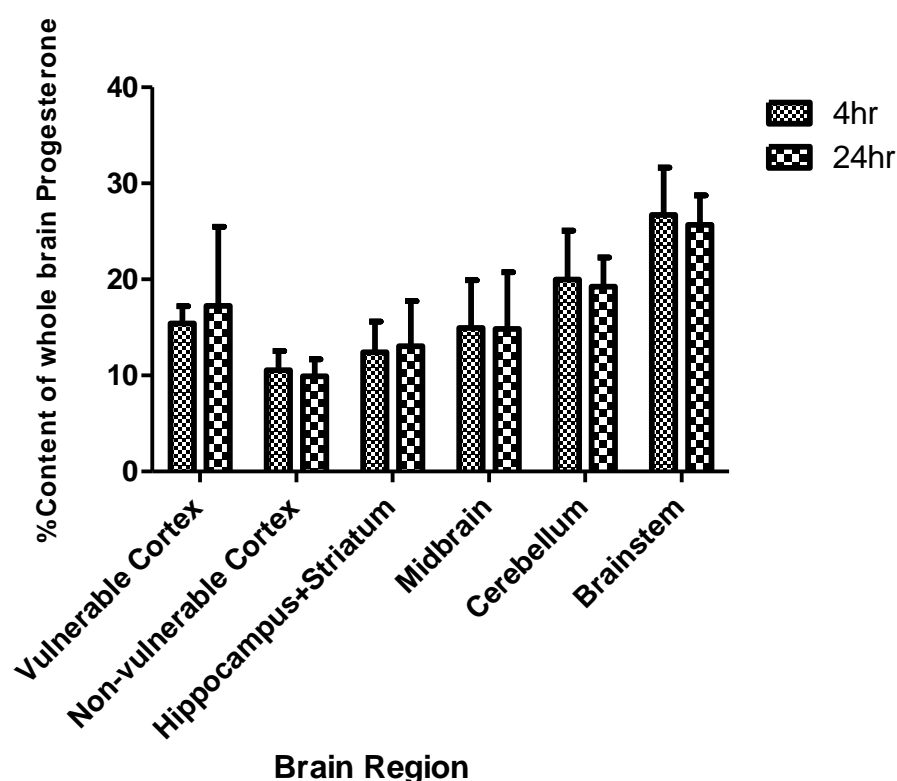 %Content of whole brain Progesterone
40
30
20
10
0
4hr
24hr
Vulnerable Cortex
Non-vulnerable Cortex
Hippocampus+Striatum
Midbrain
Cerebellum
Brainstem
Brain Region